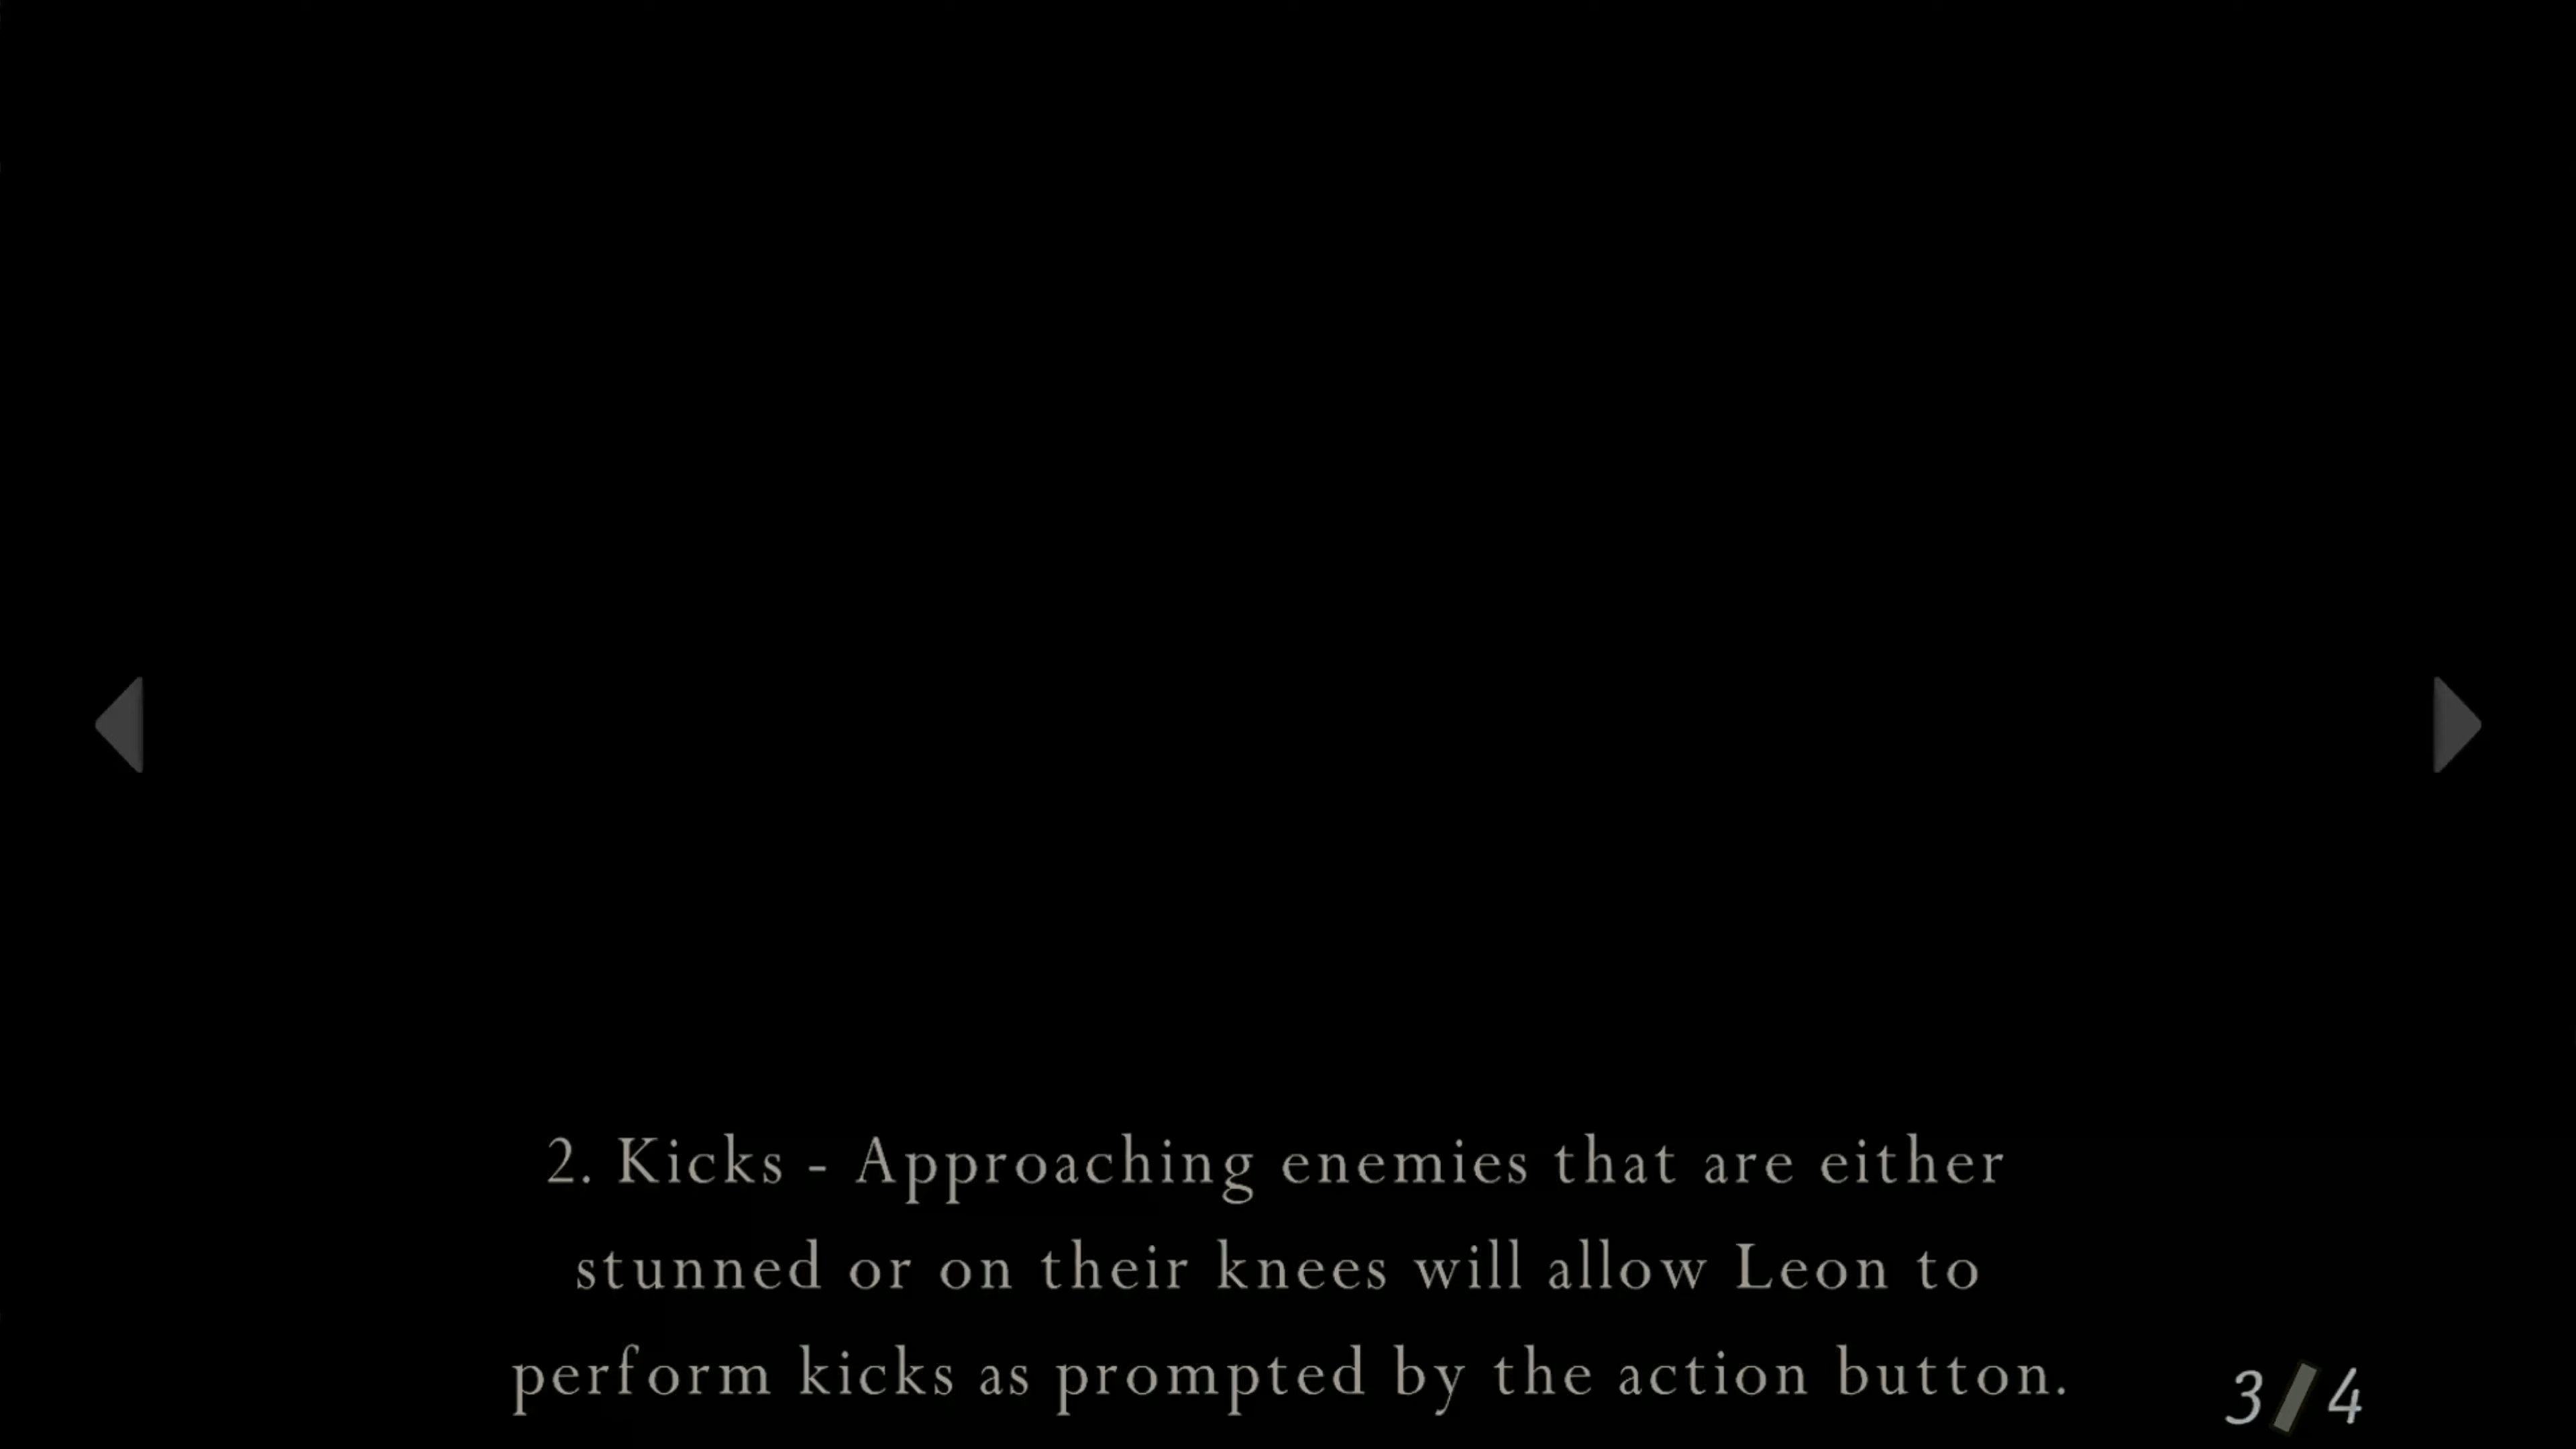 2. Kicks - Approaching enemies that are either
stunned or on their knees will allow Leon to
perform kicks as prompted by the action button.
3/4